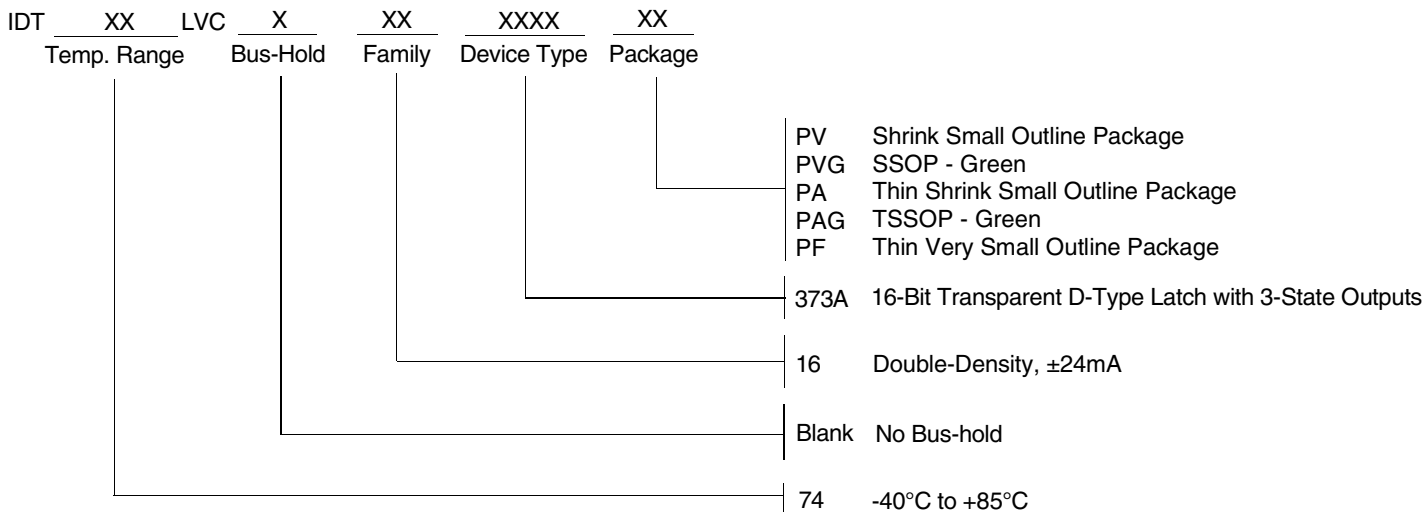 IDT XX LVC X XX XXXX XX
Temp. Range Bus-Hold Family Device Type Package
PV Shrink Small Outline Package
PVG SSOP - Green
PA Thin Shrink Small Outline Package
PAG TSSOP - Green
PF Thin Very Small Outline Package
373A 16-Bit Transparent D-Type Latch with 3-State Outputs
16 Double-Density, ±24mA
Blank No Bus-hold
74 -40°C to +85°C